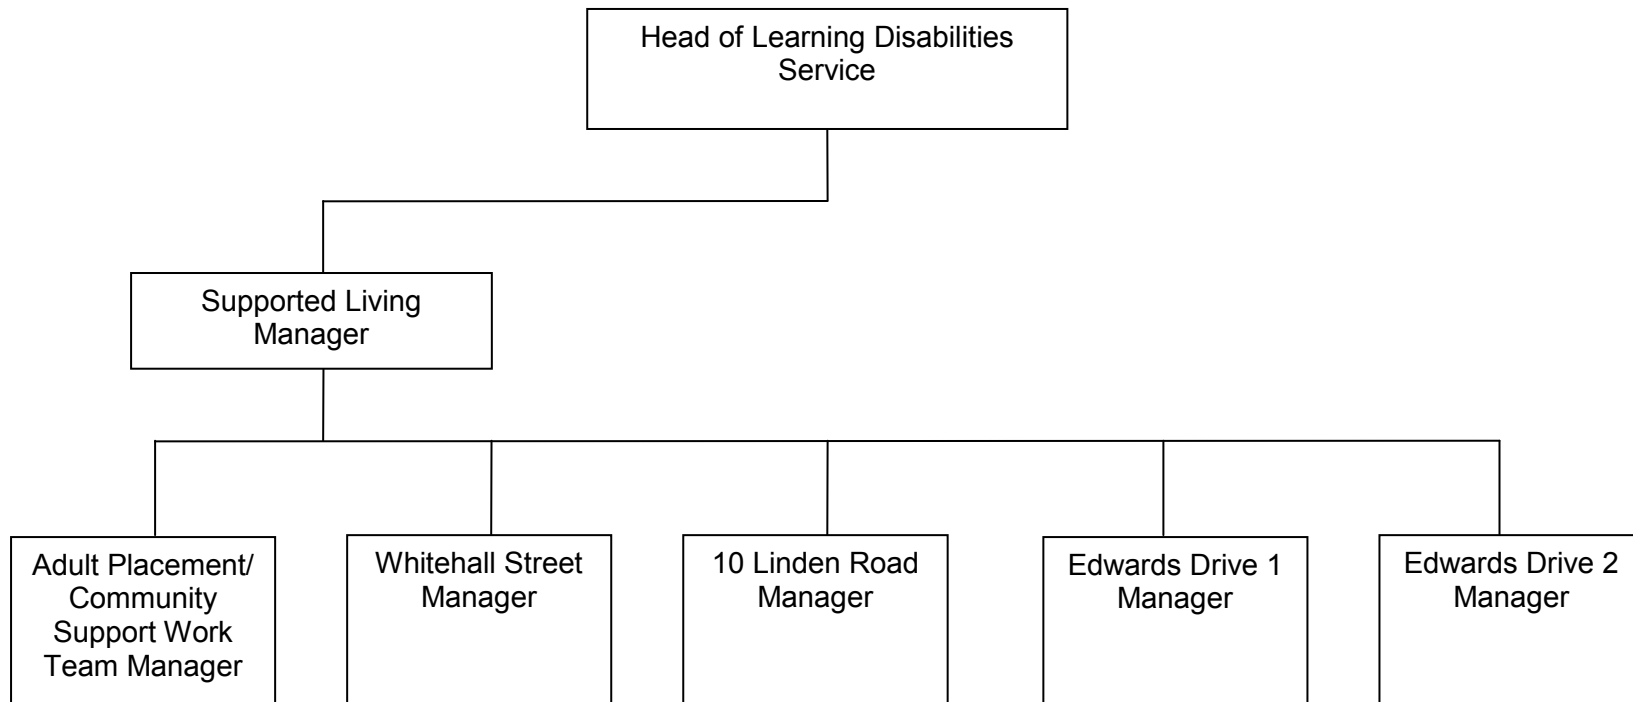 Head of Learning Disabilities
Service
Supported Living
Manager
Adult Placement/
Community
Support Work
Team Manager
Whitehall Street
Manager
10 Linden Road
Manager
Edwards Drive 1
Manager
Edwards Drive 2
Manager